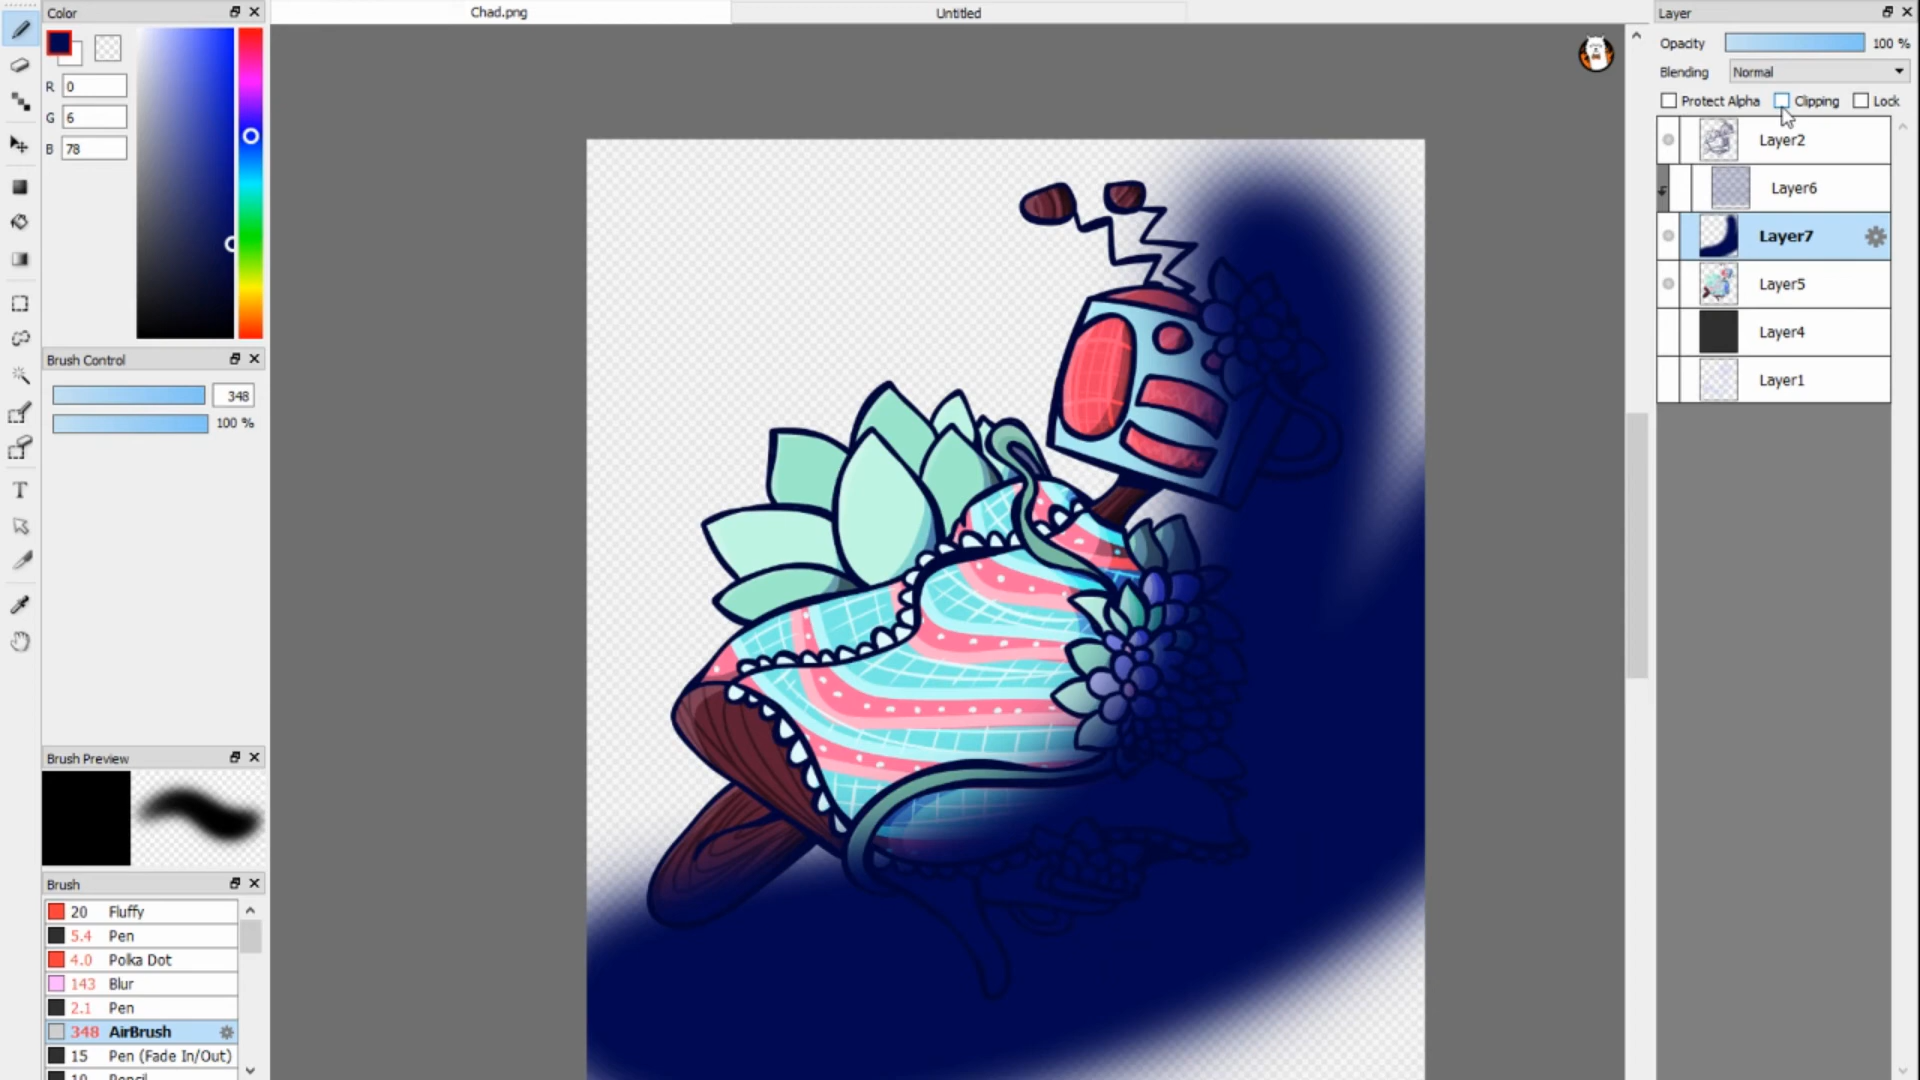 Color
Chad.png
Untitled
Layer
Opacity
100 %
Blending
Normal
Protect Alpha
Clipping
Lock
R
0
G
6
B
78
Layer2
Layer6
Layer7
Layer5
Layer4
Layer1
Brush Control
348
100 %
Brush Preview
Brush
20 Fluffy
5.4 Pen
4.0 Polka Dot
143 Blur
2.1 Pen
348 AirBrush
15 Pen (Fade In/Out)
10 Pencil
T